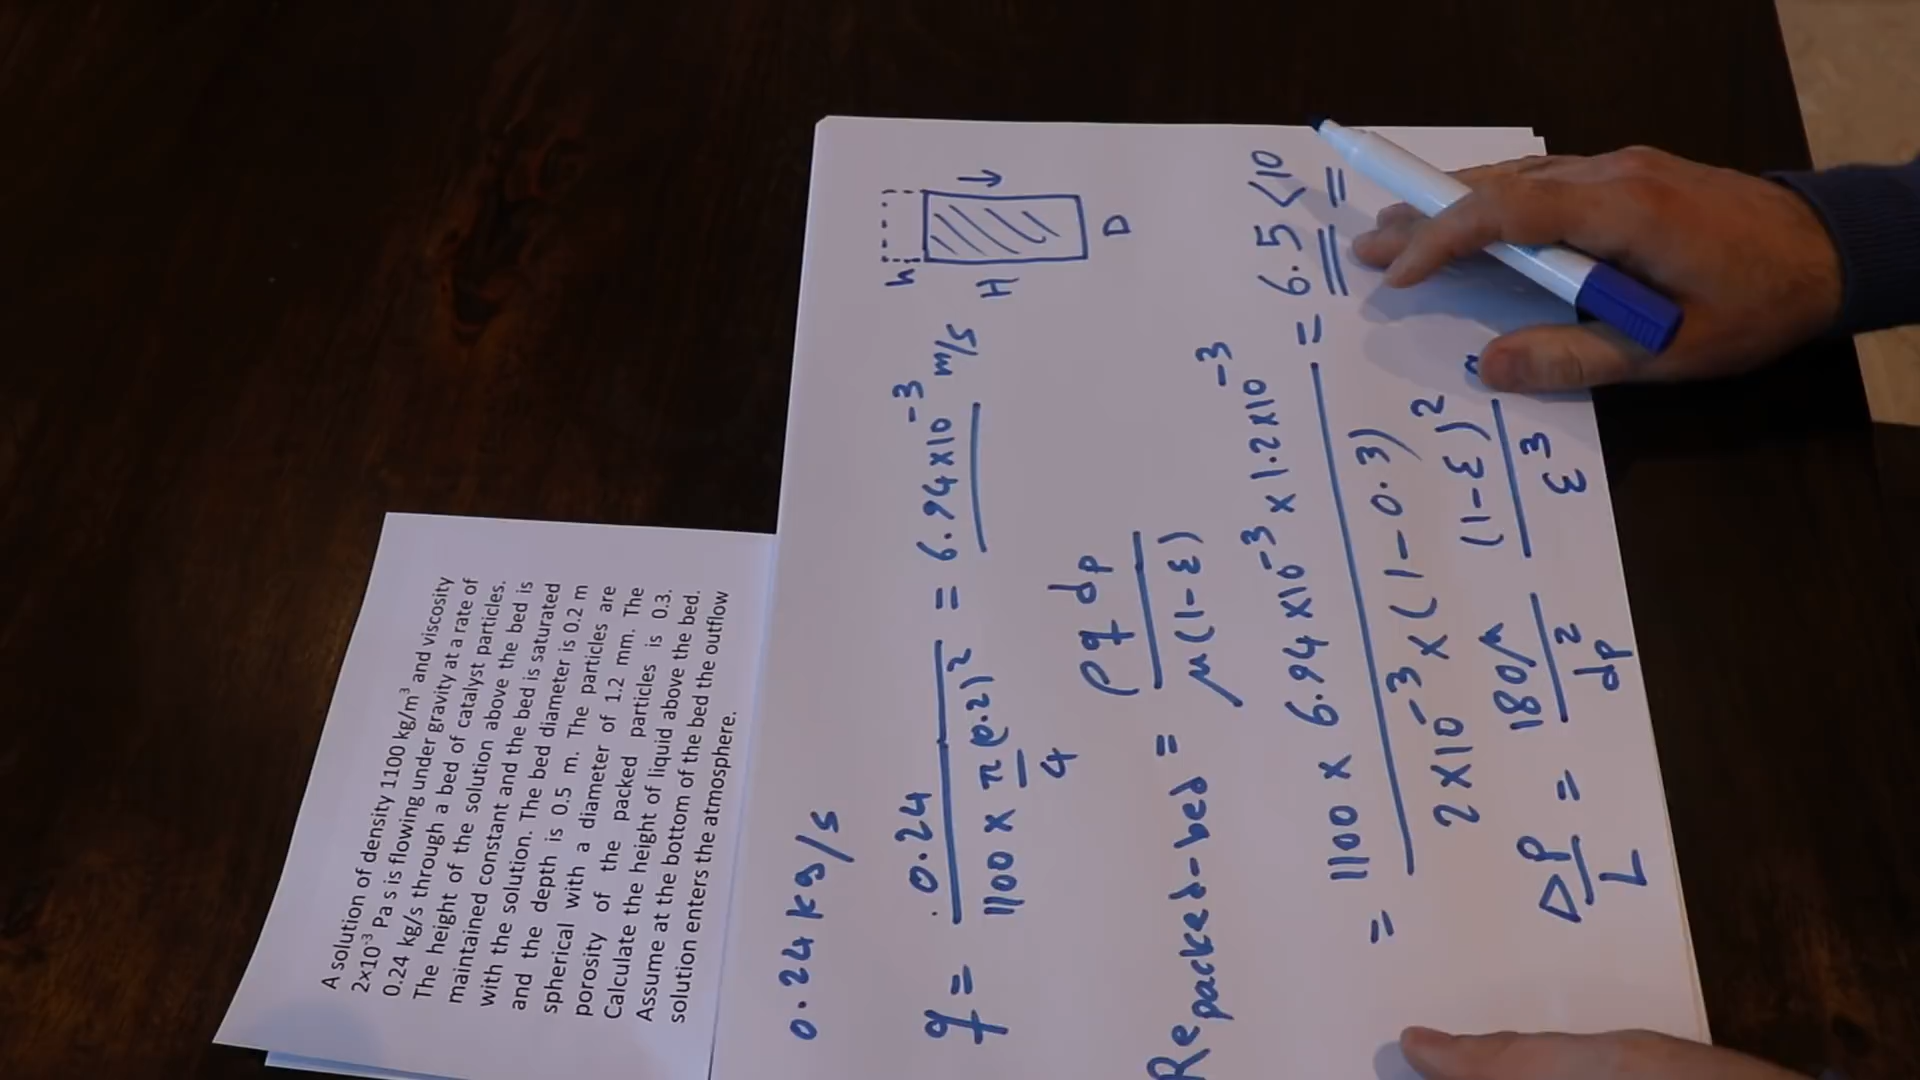 A solution of density 1100 kg/m³ and viscosity
2×10⁻³ Pa s is flowing under gravity at a rate of
0.24 kg/s through a bed of catalyst particles.
The height of the solution above the bed is
maintained constant and the bed is saturated
with the solution. The bed diameter is 0.2 m
and the depth is 0.5 m. The particles are
spherical with a diameter of 1.2 mm. The
porosity of the packed particles is 0.3.
Calculate the height of liquid above the bed.
Assume at the bottom of the bed the outflow
solution enters the atmosphere.
0.24 kg/s
h
H
D
q = 0.24 / 1100 × π/4 (0.2)² = 6.94×10⁻³ m/s
Re packed-bed = ρ q dp / μ(1-ε)
= 1100 × 6.94×10⁻³ × 1.2×10⁻³ / 2×10⁻³ × (1-0.3) = 6.5 <10
ΔP/L = 180μ/dp² (1-ε)²/ε³